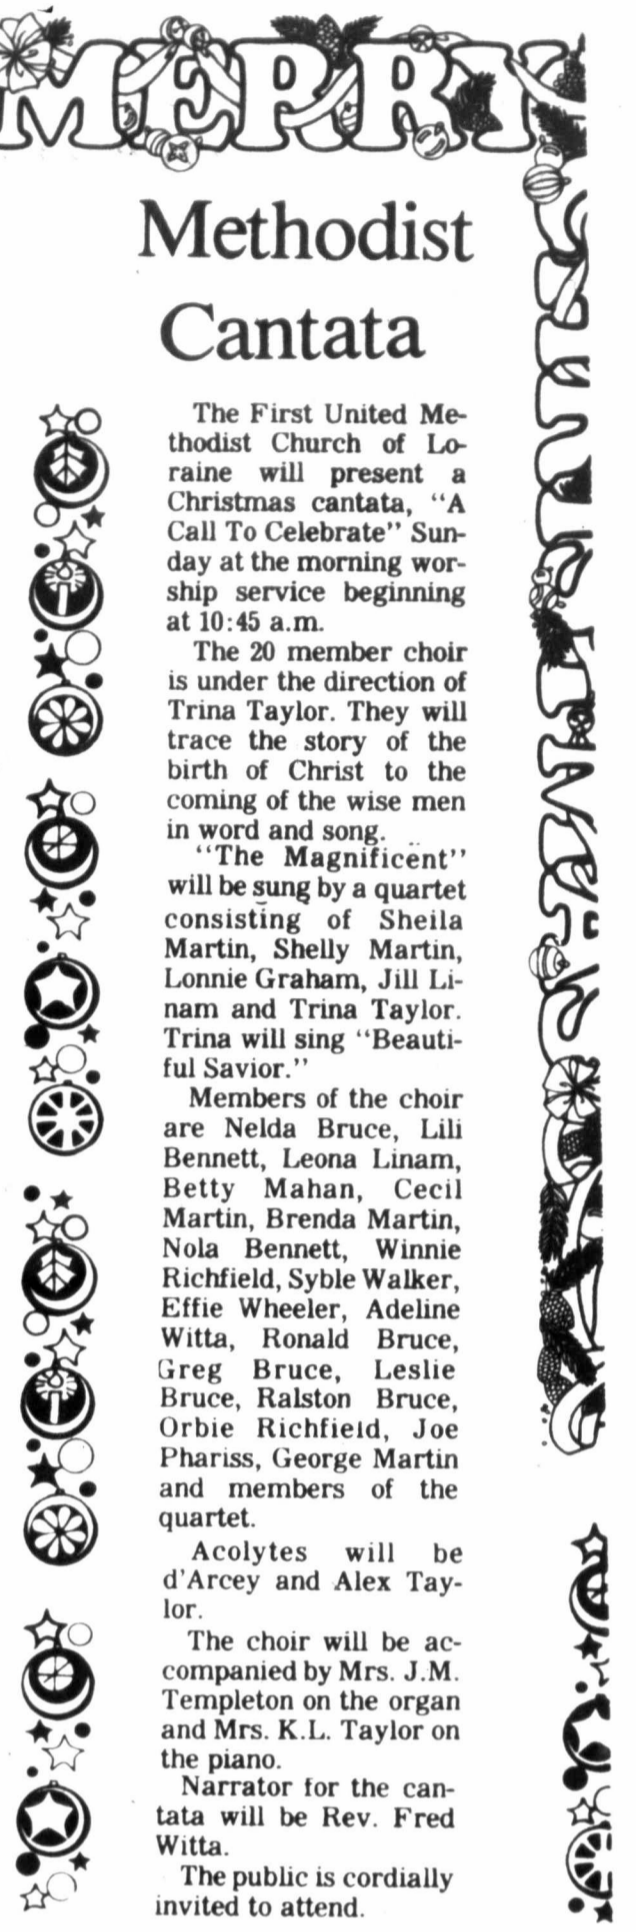 MERRY
CHRISTMAS
Methodist
Cantata
The First United Me-
thodist Church of Lo-
raine will present a
Christmas cantata, "A
Call To Celebrate" Sun-
day at the morning wor-
ship service beginning
at 10:45 a.m.
The 20 member choir
is under the direction of
Trina Taylor. They will
trace the story of the
birth of Christ to the
coming of the wise men
in word and song.
"The Magnificent"
will be sung by a quartet
consisting of Sheila
Martin, Shelly Martin,
Lonnie Graham, Jill Li-
nam and Trina Taylor.
Trina will sing "Beauti-
ful Savior."
Members of the choir
are Nelda Bruce, Lili
Bennett, Leona Linam,
Betty Mahan, Cecil
Martin, Brenda Martin,
Nola Bennett, Winnie
Richfield, Syble Walker,
Effie Wheeler, Adeline
Witta, Ronald Bruce,
Greg Bruce, Leslie
Bruce, Ralston Bruce,
Orbie Richfield, Joe
Phariss, George Martin
and members of the
quartet.
Acolytes will be
d'Arcey and Alex Tay-
lor.
The choir will be ac-
companied by Mrs. J.M.
Templeton on the organ
and Mrs. K.L. Taylor on
the piano.
Narrator for the can-
tata will be Rev. Fred
Witta.
The public is cordially
invited to attend.